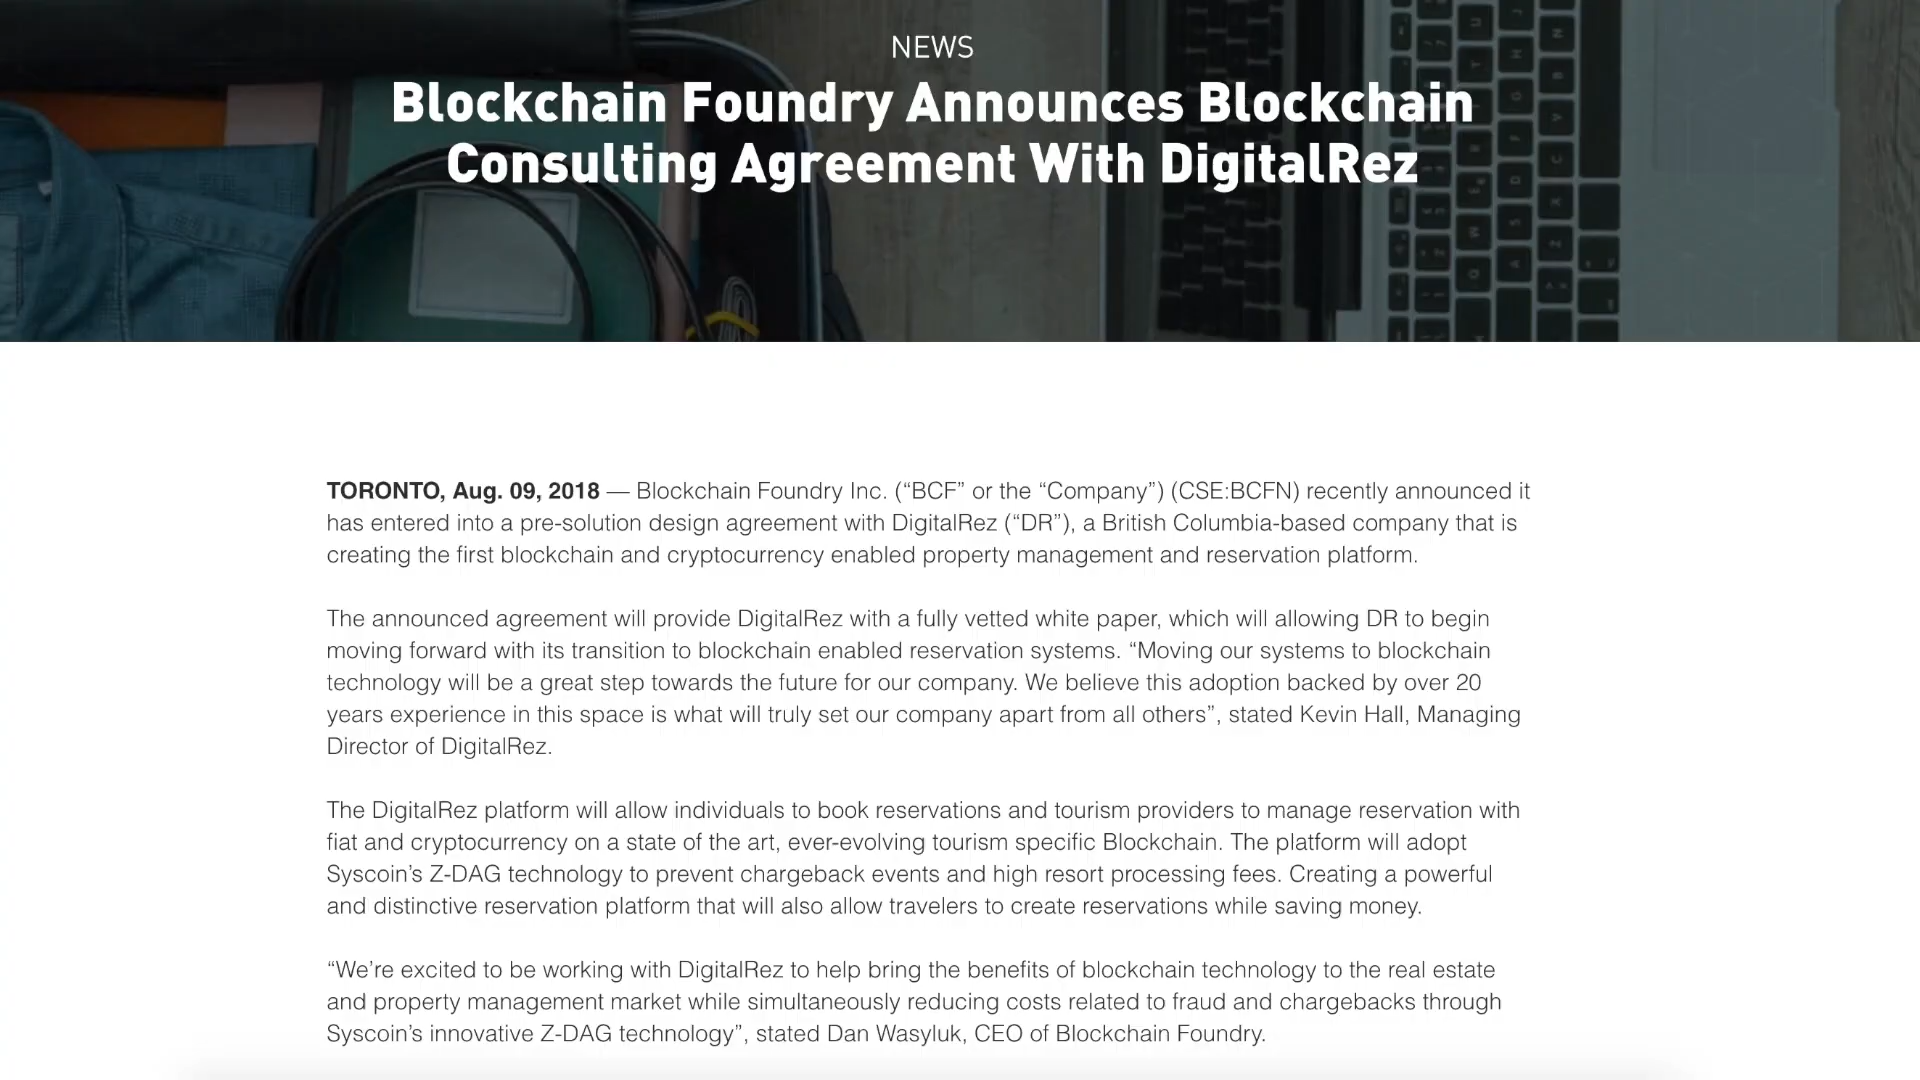 NEWS
Blockchain Foundry Announces Blockchain
Consulting Agreement With DigitalRez
TORONTO, Aug. 09, 2018 — Blockchain Foundry Inc. (“BCF” or the “Company”) (CSE:BCFN) recently announced it
has entered into a pre-solution design agreement with DigitalRez (“DR”), a British Columbia-based company that is
creating the first blockchain and cryptocurrency enabled property management and reservation platform.
The announced agreement will provide DigitalRez with a fully vetted white paper, which will allowing DR to begin
moving forward with its transition to blockchain enabled reservation systems. “Moving our systems to blockchain
technology will be a great step towards the future for our company. We believe this adoption backed by over 20
years experience in this space is what will truly set our company apart from all others”, stated Kevin Hall, Managing
Director of DigitalRez.
The DigitalRez platform will allow individuals to book reservations and tourism providers to manage reservation with
fiat and cryptocurrency on a state of the art, ever-evolving tourism specific Blockchain. The platform will adopt
Syscoin’s Z-DAG technology to prevent chargeback events and high resort processing fees. Creating a powerful
and distinctive reservation platform that will also allow travelers to create reservations while saving money.
“We’re excited to be working with DigitalRez to help bring the benefits of blockchain technology to the real estate
and property management market while simultaneously reducing costs related to fraud and chargebacks through
Syscoin’s innovative Z-DAG technology”, stated Dan Wasyluk, CEO of Blockchain Foundry.